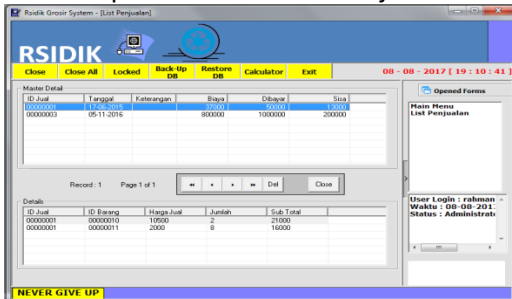 Rsidik Grosir System - [List Penjualan]
RSIDIK
Close Close All Locked Back-Up DB Restore DB Calculator Exit 08 - 08 - 2017 [ 19 : 10 : 41 ]
Master Detail
ID Jual Tanggal Keterangan Biaya Dibayar Sisa
00000001 17-06-2015 37000 50000 13000
00000003 05-11-2016 800000 1000000 200000
Record : 1 Page 1 of 1 Del Close
Details
ID Jual ID Barang Harga Jual Jumlah Sub Total
00000001 00000010 10500 2 21000
00000001 00000011 2000 8 16000
Opened Forms
Main Menu
List Penjualan
User Login : rahman
Waktu : 08-08-201
Status : Administrat
NEVER GIVE UP